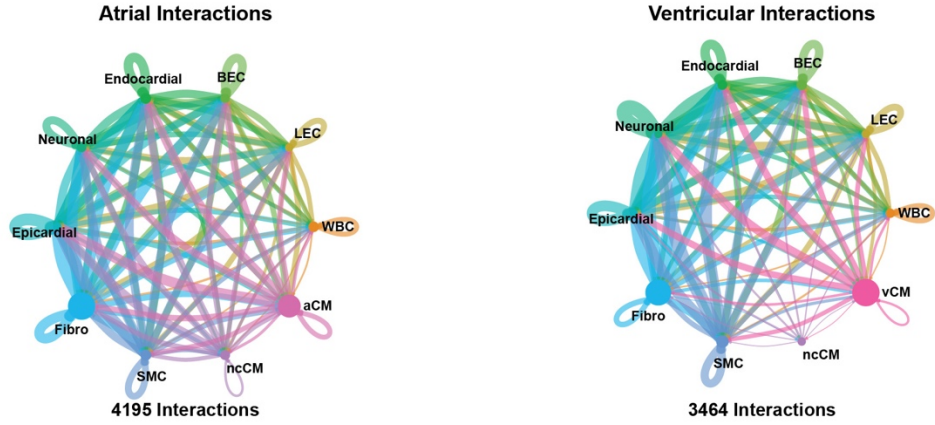 Atrial Interactions
Endocardial
BEC
Neuronal
LEC
Epicardial
WBC
Fibro
aCM
SMC
ncCM
4195 Interactions
Ventricular Interactions
Endocardial
BEC
Neuronal
LEC
Epicardial
WBC
Fibro
vCM
SMC
ncCM
3464 Interactions